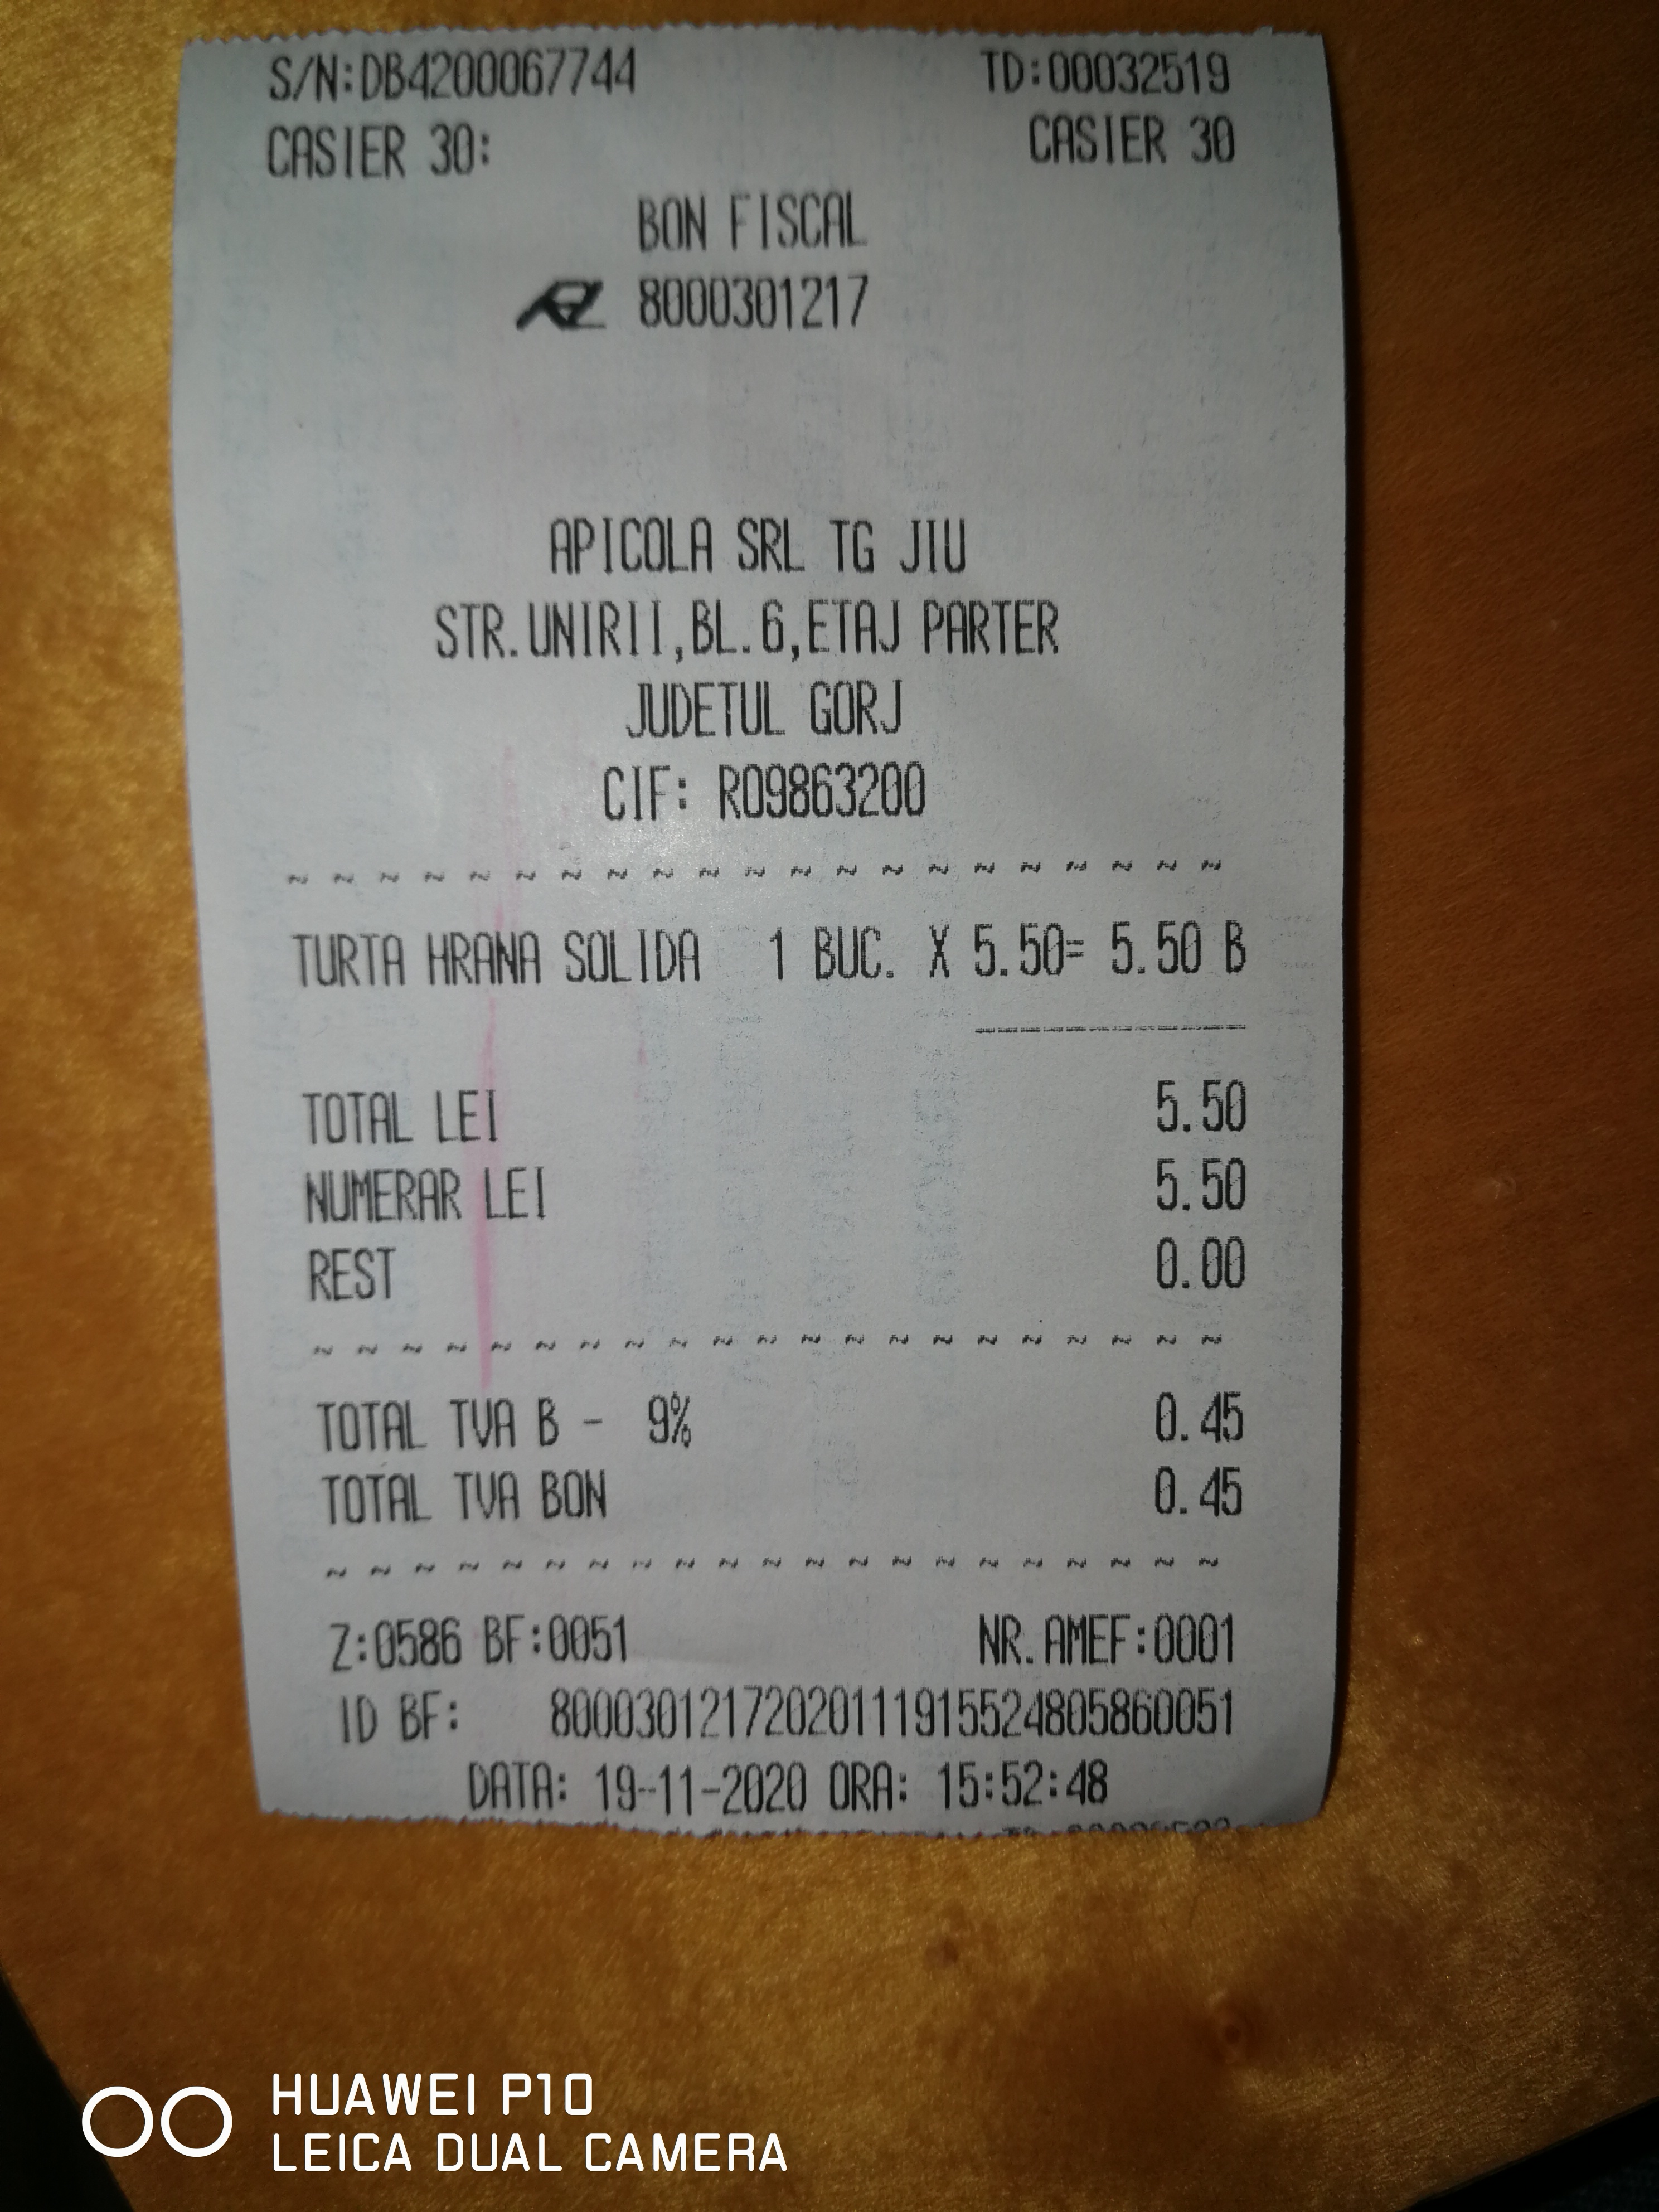 S/N:DB4200067744 TD:00032519
CASIER 30: CASIER 30
BON FISCAL
8000301217
APICOLA SRL TG JIU
STR.UNIRII,BL.6,ETAJ PARTER
JUDETUL GORJ
CIF: RO9863200
~ ~ ~ ~ ~ ~ ~ ~ ~ ~ ~ ~ ~ ~ ~ ~ ~ ~ ~ ~ ~
TURTA HRANA SOLIDA 1 BUC. X 5.50= 5.50 B
------------
TOTAL LEI 5.50
NUMERAR LEI 5.50
REST 0.00
~ ~ ~ ~ ~ ~ ~ ~ ~ ~ ~ ~ ~ ~ ~ ~ ~ ~ ~ ~ ~
TOTAL TVA B - 9% 0.45
TOTAL TVA BON 0.45
~ ~ ~ ~ ~ ~ ~ ~ ~ ~ ~ ~ ~ ~ ~ ~ ~ ~ ~ ~ ~
Z:0586 BF:0051 NR.AMEF:0001
ID BF: 80003012172020111915524805860051
DATA: 19-11-2020 ORA: 15:52:48
HUAWEI P10
LEICA DUAL CAMERA